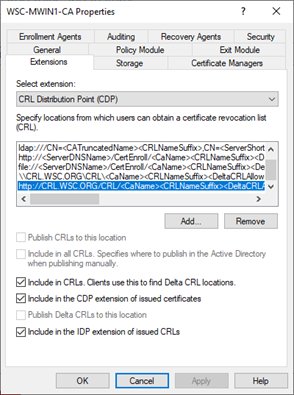 WSC-MWIN1-CA Properties
Enrollment Agents Auditing Recovery Agents Security
General Policy Module Exit Module
Extensions Storage Certificate Managers
Select extension:
CRL Distribution Point (CDP)
Specify locations from which users can obtain a certificate revocation
list (CRL).
ldap:///CN=<CATruncatedName><CRLNameSuffix>,CN=<ServerShort
http://<ServerDNSName>/CertEnroll/<CaName><CRLNameSuffix><D
file://<ServerDNSName>/CertEnroll/<CaName><CRLNameSuffix><D
\\CRL.WSC.ORG\CRL\<CaName><CRLNameSuffix><DeltaCRLAllow
http://CRL.WSC.ORG/CRL/<CaName><CRLNameSuffix><DeltaCRLA
Add... Remove
Publish CRLs to this location
Include in all CRLs. Specifies where to publish in the Active Directory
when publishing manually.
Include in CRLs. Clients use this to find Delta CRL locations.
Include in the CDP extension of issued certificates
Publish Delta CRLs to this location
Include in the IDP extension of issued CRLs
OK Cancel Apply Help